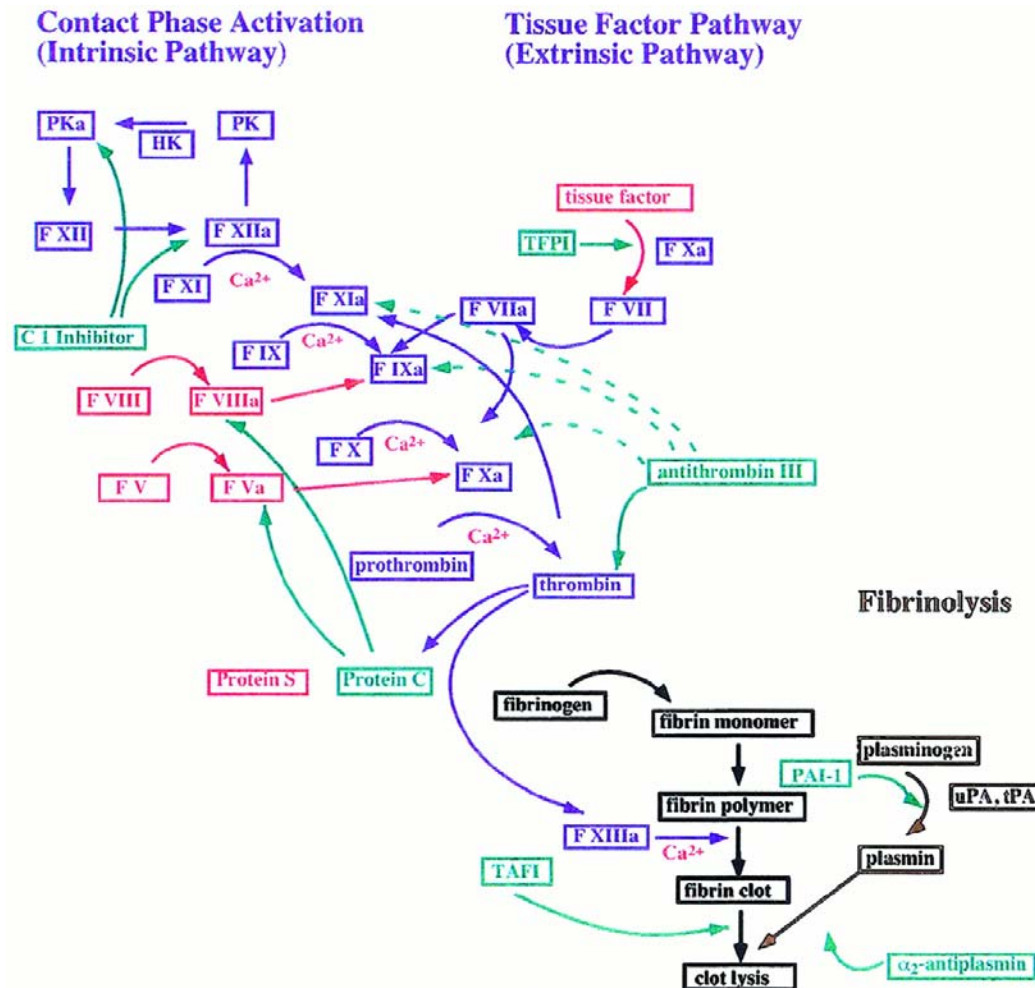 Contact Phase Activation
(Intrinsic Pathway)
Tissue Factor Pathway
(Extrinsic Pathway)
PKa
HK
PK
tissue factor
F XII
F XIIa
TFPI
F Xa
F XI
Ca2+
F XIa
F VIIa
F VII
C 1 Inhibitor
F IX
Ca2+
F IXa
F VIII
F VIIIa
F X
Ca2+
F Xa
antithrombin III
F V
F Va
Ca2+
prothrombin
thrombin
Fibrinolysis
Protein S
Protein C
fibrinogen
fibrin monomer
plasminogen
PAI-1
uPA, tPA
fibrin polymer
F XIIIa
Ca2+
plasmin
TAFI
fibrin clot
α2-antiplasmin
clot lysis